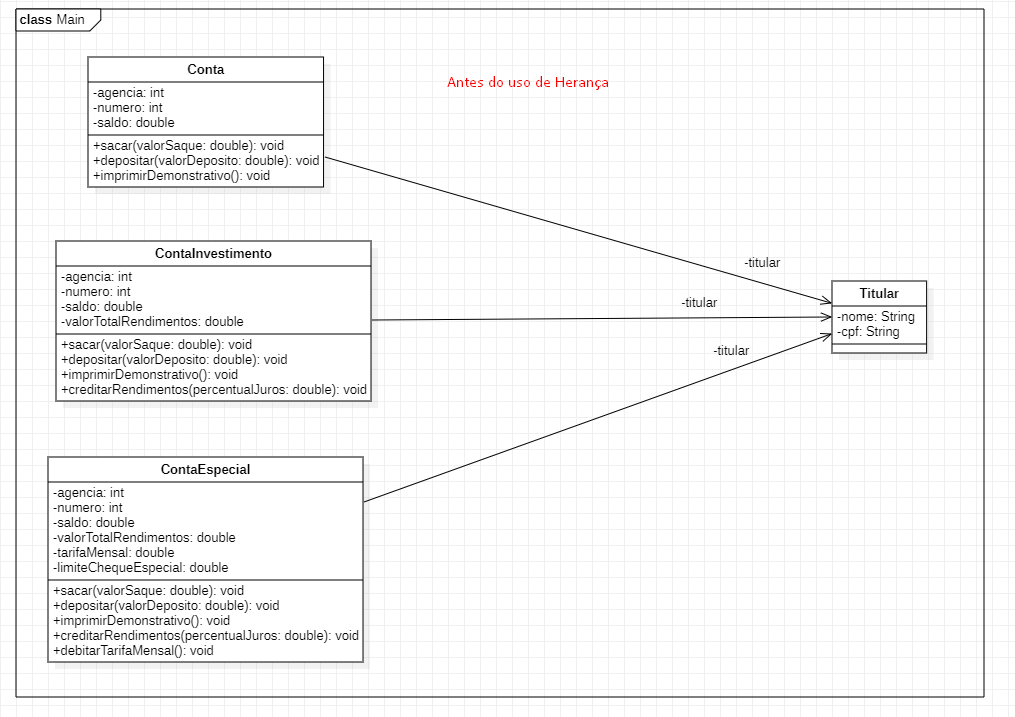 class Main
Antes do uso de Herança
Conta
-agencia: int
-numero: int
-saldo: double
+sacar(valorSaque: double): void
+depositar(valorDeposito: double): void
+imprimirDemonstrativo(): void
ContaInvestimento
-agencia: int
-numero: int
-saldo: double
-valorTotalRendimentos: double
+sacar(valorSaque: double): void
+depositar(valorDeposito: double): void
+imprimirDemonstrativo(): void
+creditarRendimentos(percentualJuros: double): void
ContaEspecial
-agencia: int
-numero: int
-saldo: double
-valorTotalRendimentos: double
-tarifaMensal: double
-limiteChequeEspecial: double
+sacar(valorSaque: double): void
+depositar(valorDeposito: double): void
+imprimirDemonstrativo(): void
+creditarRendimentos(percentualJuros: double): void
+debitarTarifaMensal(): void
-titular
-titular
-titular
Titular
-nome: String
-cpf: String